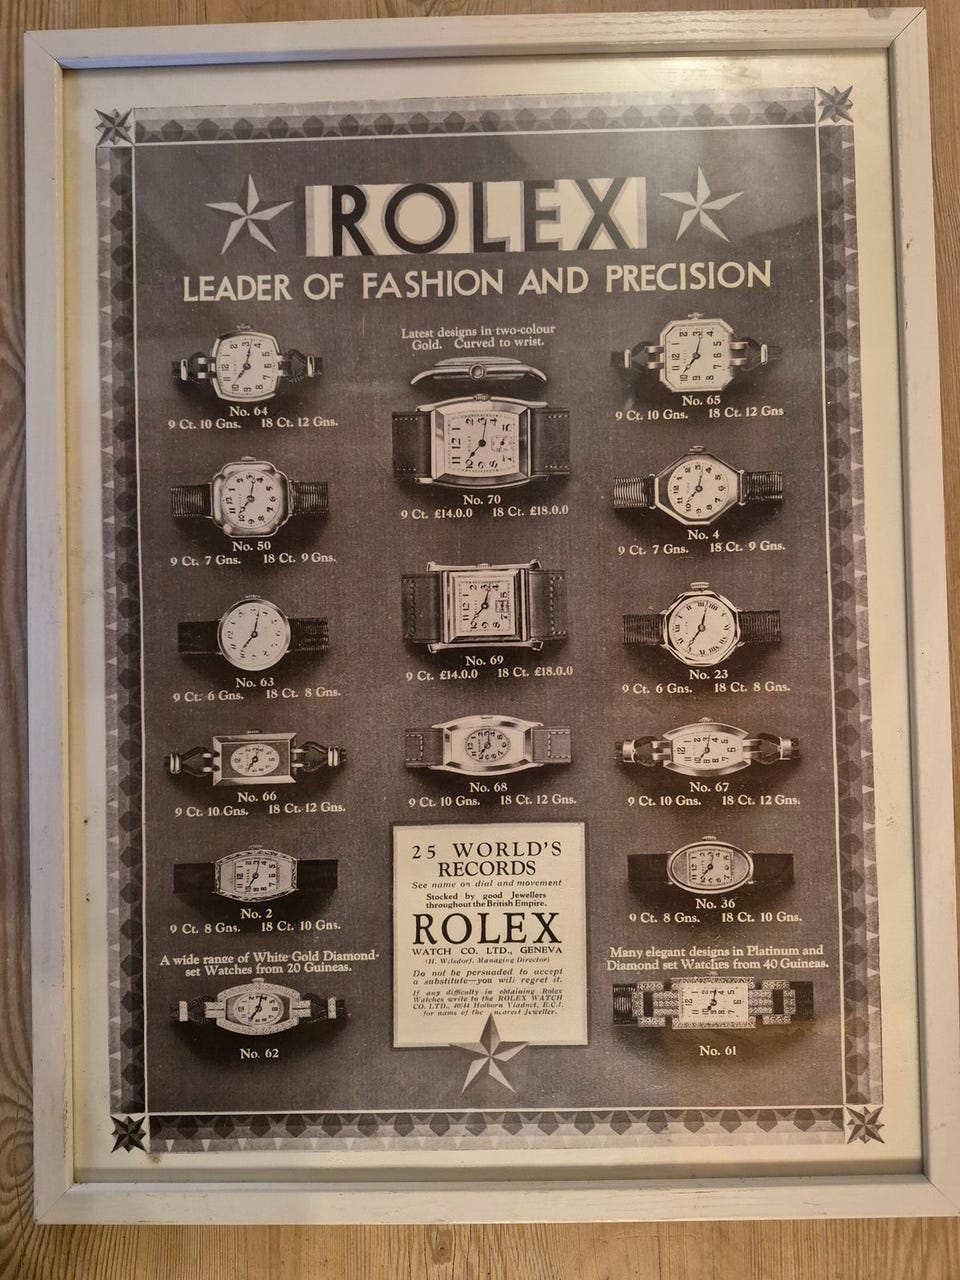 ROLEX
LEADER OF FASHION AND PRECISION
No. 64
9 Ct. 10 Gns. 18 Ct. 12 Gns.
Latest designs in two-colour
Gold. Curved to wrist.
No. 70
9 Ct. £14.0.0 18 Ct. £18.0.0
No. 65
9 Ct. 10 Gns. 18 Ct. 12 Gns
No. 50
9 Ct. 7 Gns. 18 Ct. 9 Gns.
No. 4
9 Ct. 7 Gns. 18 Ct. 9 Gns.
No. 63
9 Ct. 6 Gns. 18 Ct. 8 Gns.
No. 69
9 Ct. £14.0.0 18 Ct. £18.0.0
No. 23
9 Ct. 6 Gns. 18 Ct. 8 Gns.
No. 66
9 Ct. 10 Gns. 18 Ct. 12 Gns.
No. 68
9 Ct. 10 Gns. 18 Ct. 12 Gns.
No. 67
9 Ct. 10 Gns. 18 Ct. 12 Gns.
No. 2
9 Ct. 8 Gns. 18 Ct. 10 Gns.
No. 36
9 Ct. 8 Gns. 18 Ct. 10 Gns.
A wide range of White Gold Diamond-
set Watches from 20 Guineas.
No. 62
25 WORLD'S
RECORDS
See name on dial and movement
Stocked by good Jewellers
throughout the British Empire.
ROLEX
WATCH CO. LTD., GENEVA
(H. Wilsdorf, Managing Director)
Do not be persuaded to accept
a substitute—you will regret it.
If any difficulty in obtaining Rolex
Watches write to the ROLEX WATCH
CO. LTD., 40/44 Holborn Viaduct, E.C.1
for name of the nearest Jeweller.
Many elegant designs in Platinum and
Diamond set Watches from 40 Guineas.
No. 61